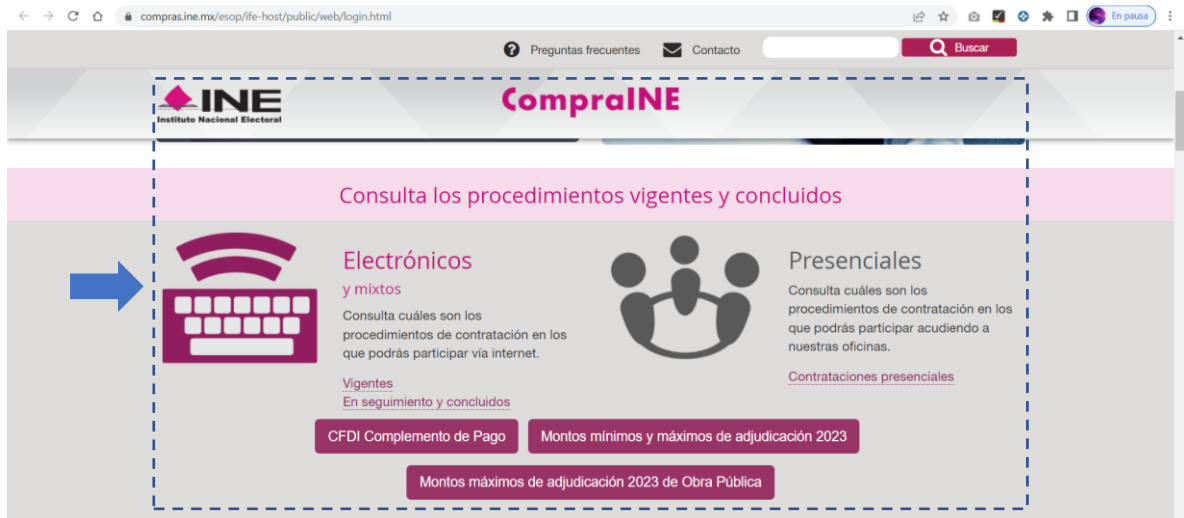 compras.ine.mx/esop/ife-host/public/web/login.html
En pausa
Preguntas frecuentes
Contacto
Buscar
INE
Instituto Nacional Electoral
CompraINE
Consulta los procedimientos vigentes y concluidos
Electrónicos
y mixtos
Consulta cuáles son los
procedimientos de contratación en los
que podrás participar vía internet.
Vigentes
En seguimiento y concluidos
Presenciales
Consulta cuáles son los
procedimientos de contratación en los
que podrás participar acudiendo a
nuestras oficinas.
Contrataciones presenciales
CFDI Complemento de Pago
Montos mínimos y máximos de adjudicación 2023
Montos máximos de adjudicación 2023 de Obra Pública